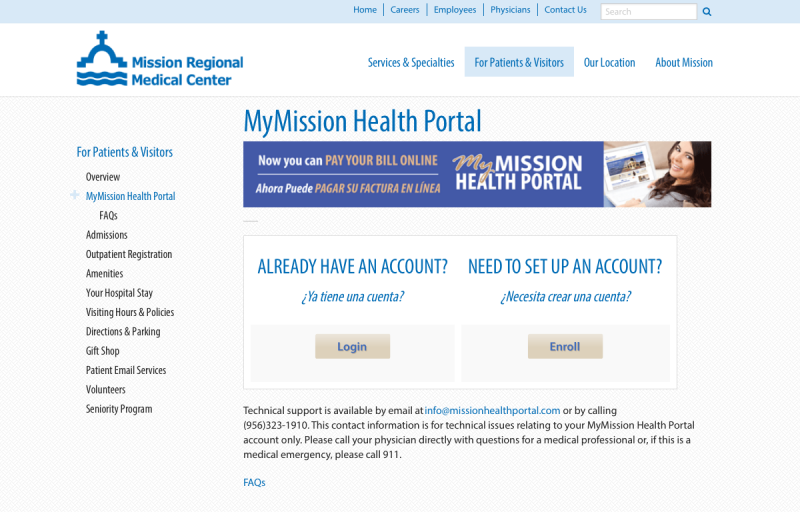 Home
Careers
Employees
Physicians
Contact Us
Search
Mission Regional
Medical Center
Services & Specialties
For Patients & Visitors
Our Location
About Mission
MyMission Health Portal
For Patients & Visitors
Overview
MyMission Health Portal
FAQs
Admissions
Outpatient Registration
Amenities
Your Hospital Stay
Visiting Hours & Policies
Directions & Parking
Gift Shop
Patient Email Services
Volunteers
Seniority Program
Now you can PAY YOUR BILL ONLINE
Ahora Puede PAGAR SU FACTURA EN LÍNEA
My MISSION
HEALTH PORTAL
......
ALREADY HAVE AN ACCOUNT?
¿Ya tiene una cuenta?
Login
NEED TO SET UP AN ACCOUNT?
¿Necesita crear una cuenta?
Enroll
Technical support is available by email at info@missionhealthportal.com or by calling
(956)323-1910. This contact information is for technical issues relating to your MyMission Health Portal
account only. Please call your physician directly with questions for a medical professional or, if this is a
medical emergency, please call 911.
FAQs